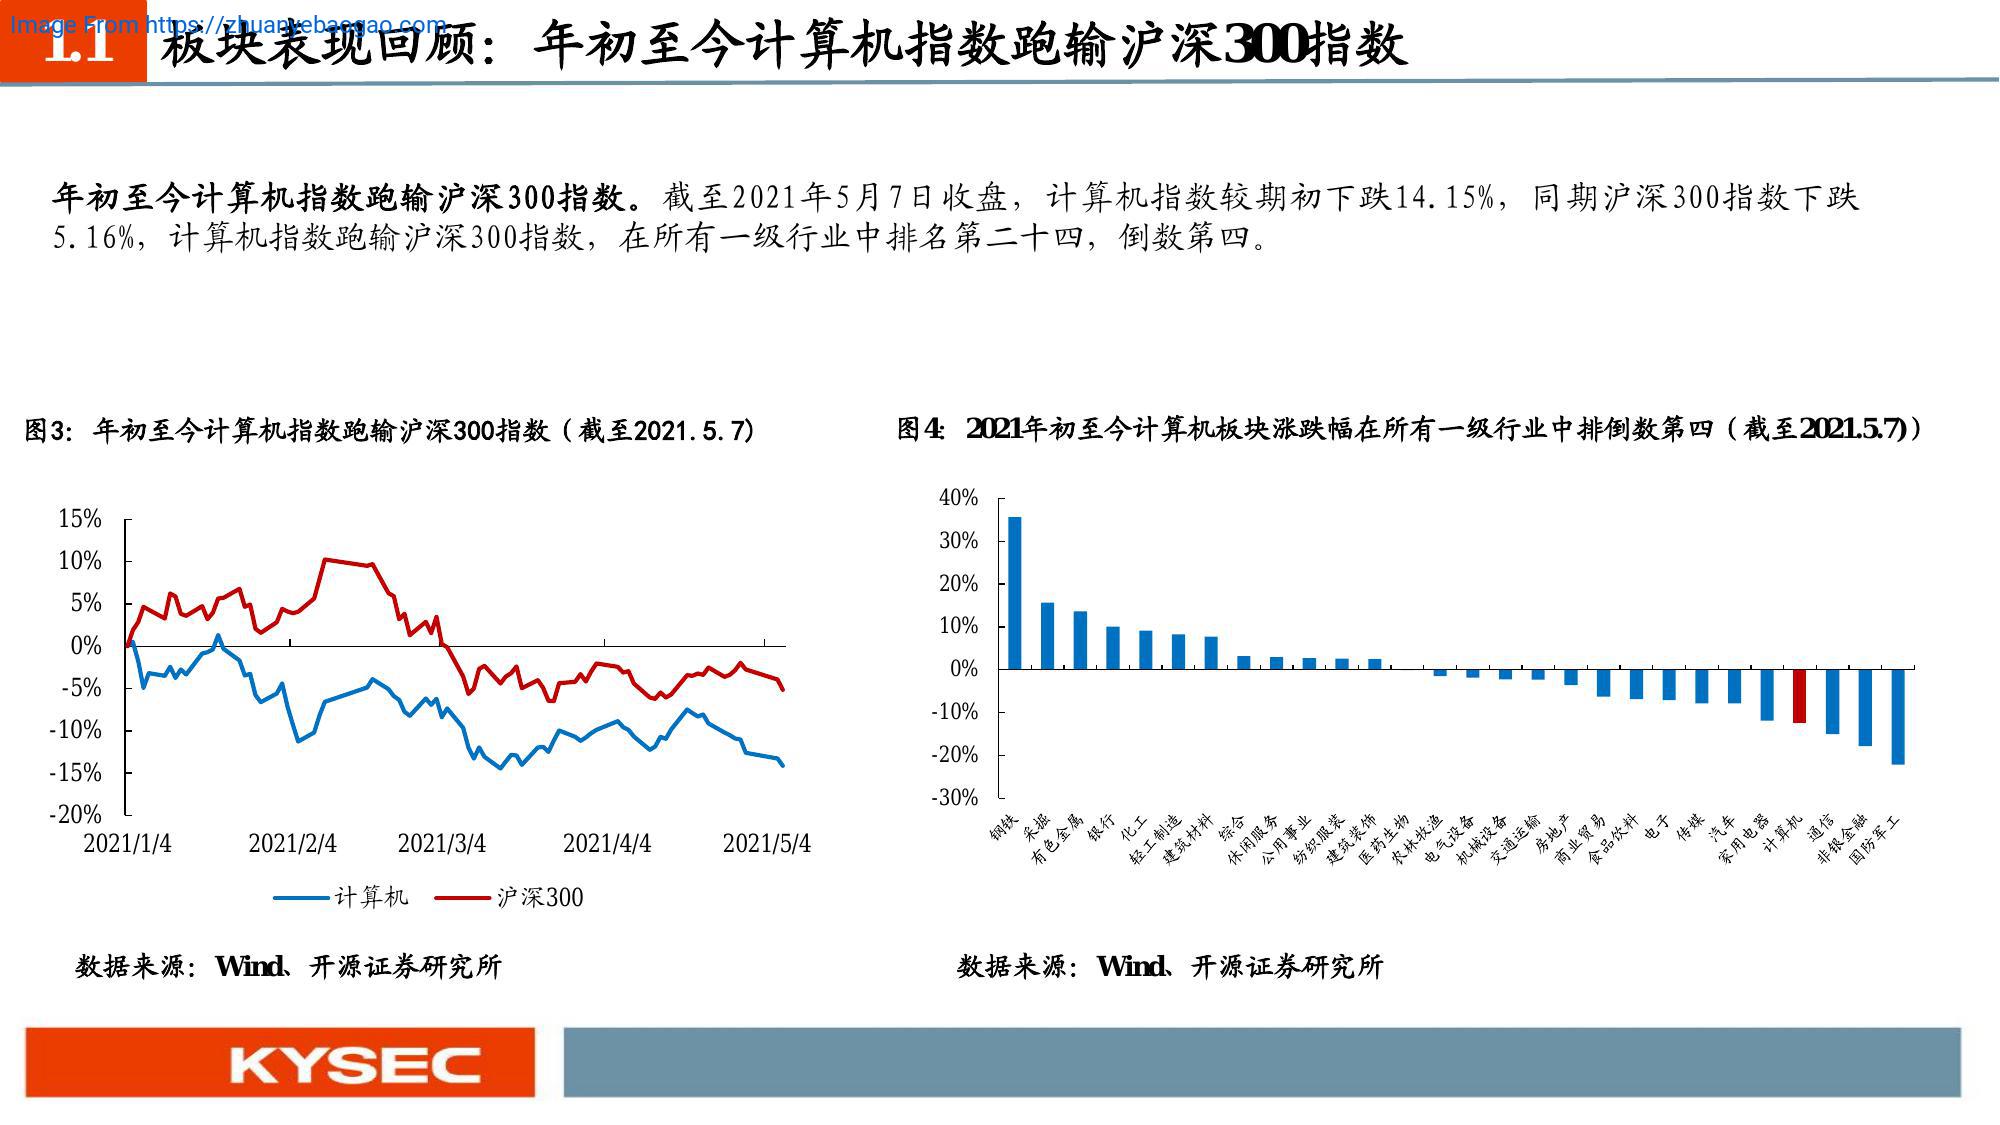 Image From https://zhuanyebaogao.com
1.1 板块表现回顾：年初至今计算机指数跑输沪深300指数
年初至今计算机指数跑输沪深300指数。截至2021年5月7日收盘，计算机指数较期初下跌14.15%，同期沪深300指数下跌
5.16%，计算机指数跑输沪深300指数，在所有一级行业中排名第二十四，倒数第四。
图3：年初至今计算机指数跑输沪深300指数（截至2021.5.7）
15%
10%
5%
0%
-5%
-10%
-15%
-20%
2021/1/4 2021/2/4 2021/3/4 2021/4/4 2021/5/4
计算机 沪深300
数据来源：Wind、开源证券研究所
图4：2021年初至今计算机板块涨跌幅在所有一级行业中排倒数第四（截至2021.5.7)）
40%
30%
20%
10%
0%
-10%
-20%
-30%
钢铁 采掘 有色金属 银行 化工 轻工制造 建筑材料 综合 休闲服务 公用事业 纺织服装 建筑装饰 医药生物 农林牧渔 电气设备 机械设备 交通运输 房地产 商业贸易 食品饮料 电子 传媒 汽车 家用电器 计算机 通信 非银金融 国防军工
数据来源：Wind、开源证券研究所
KYSEC